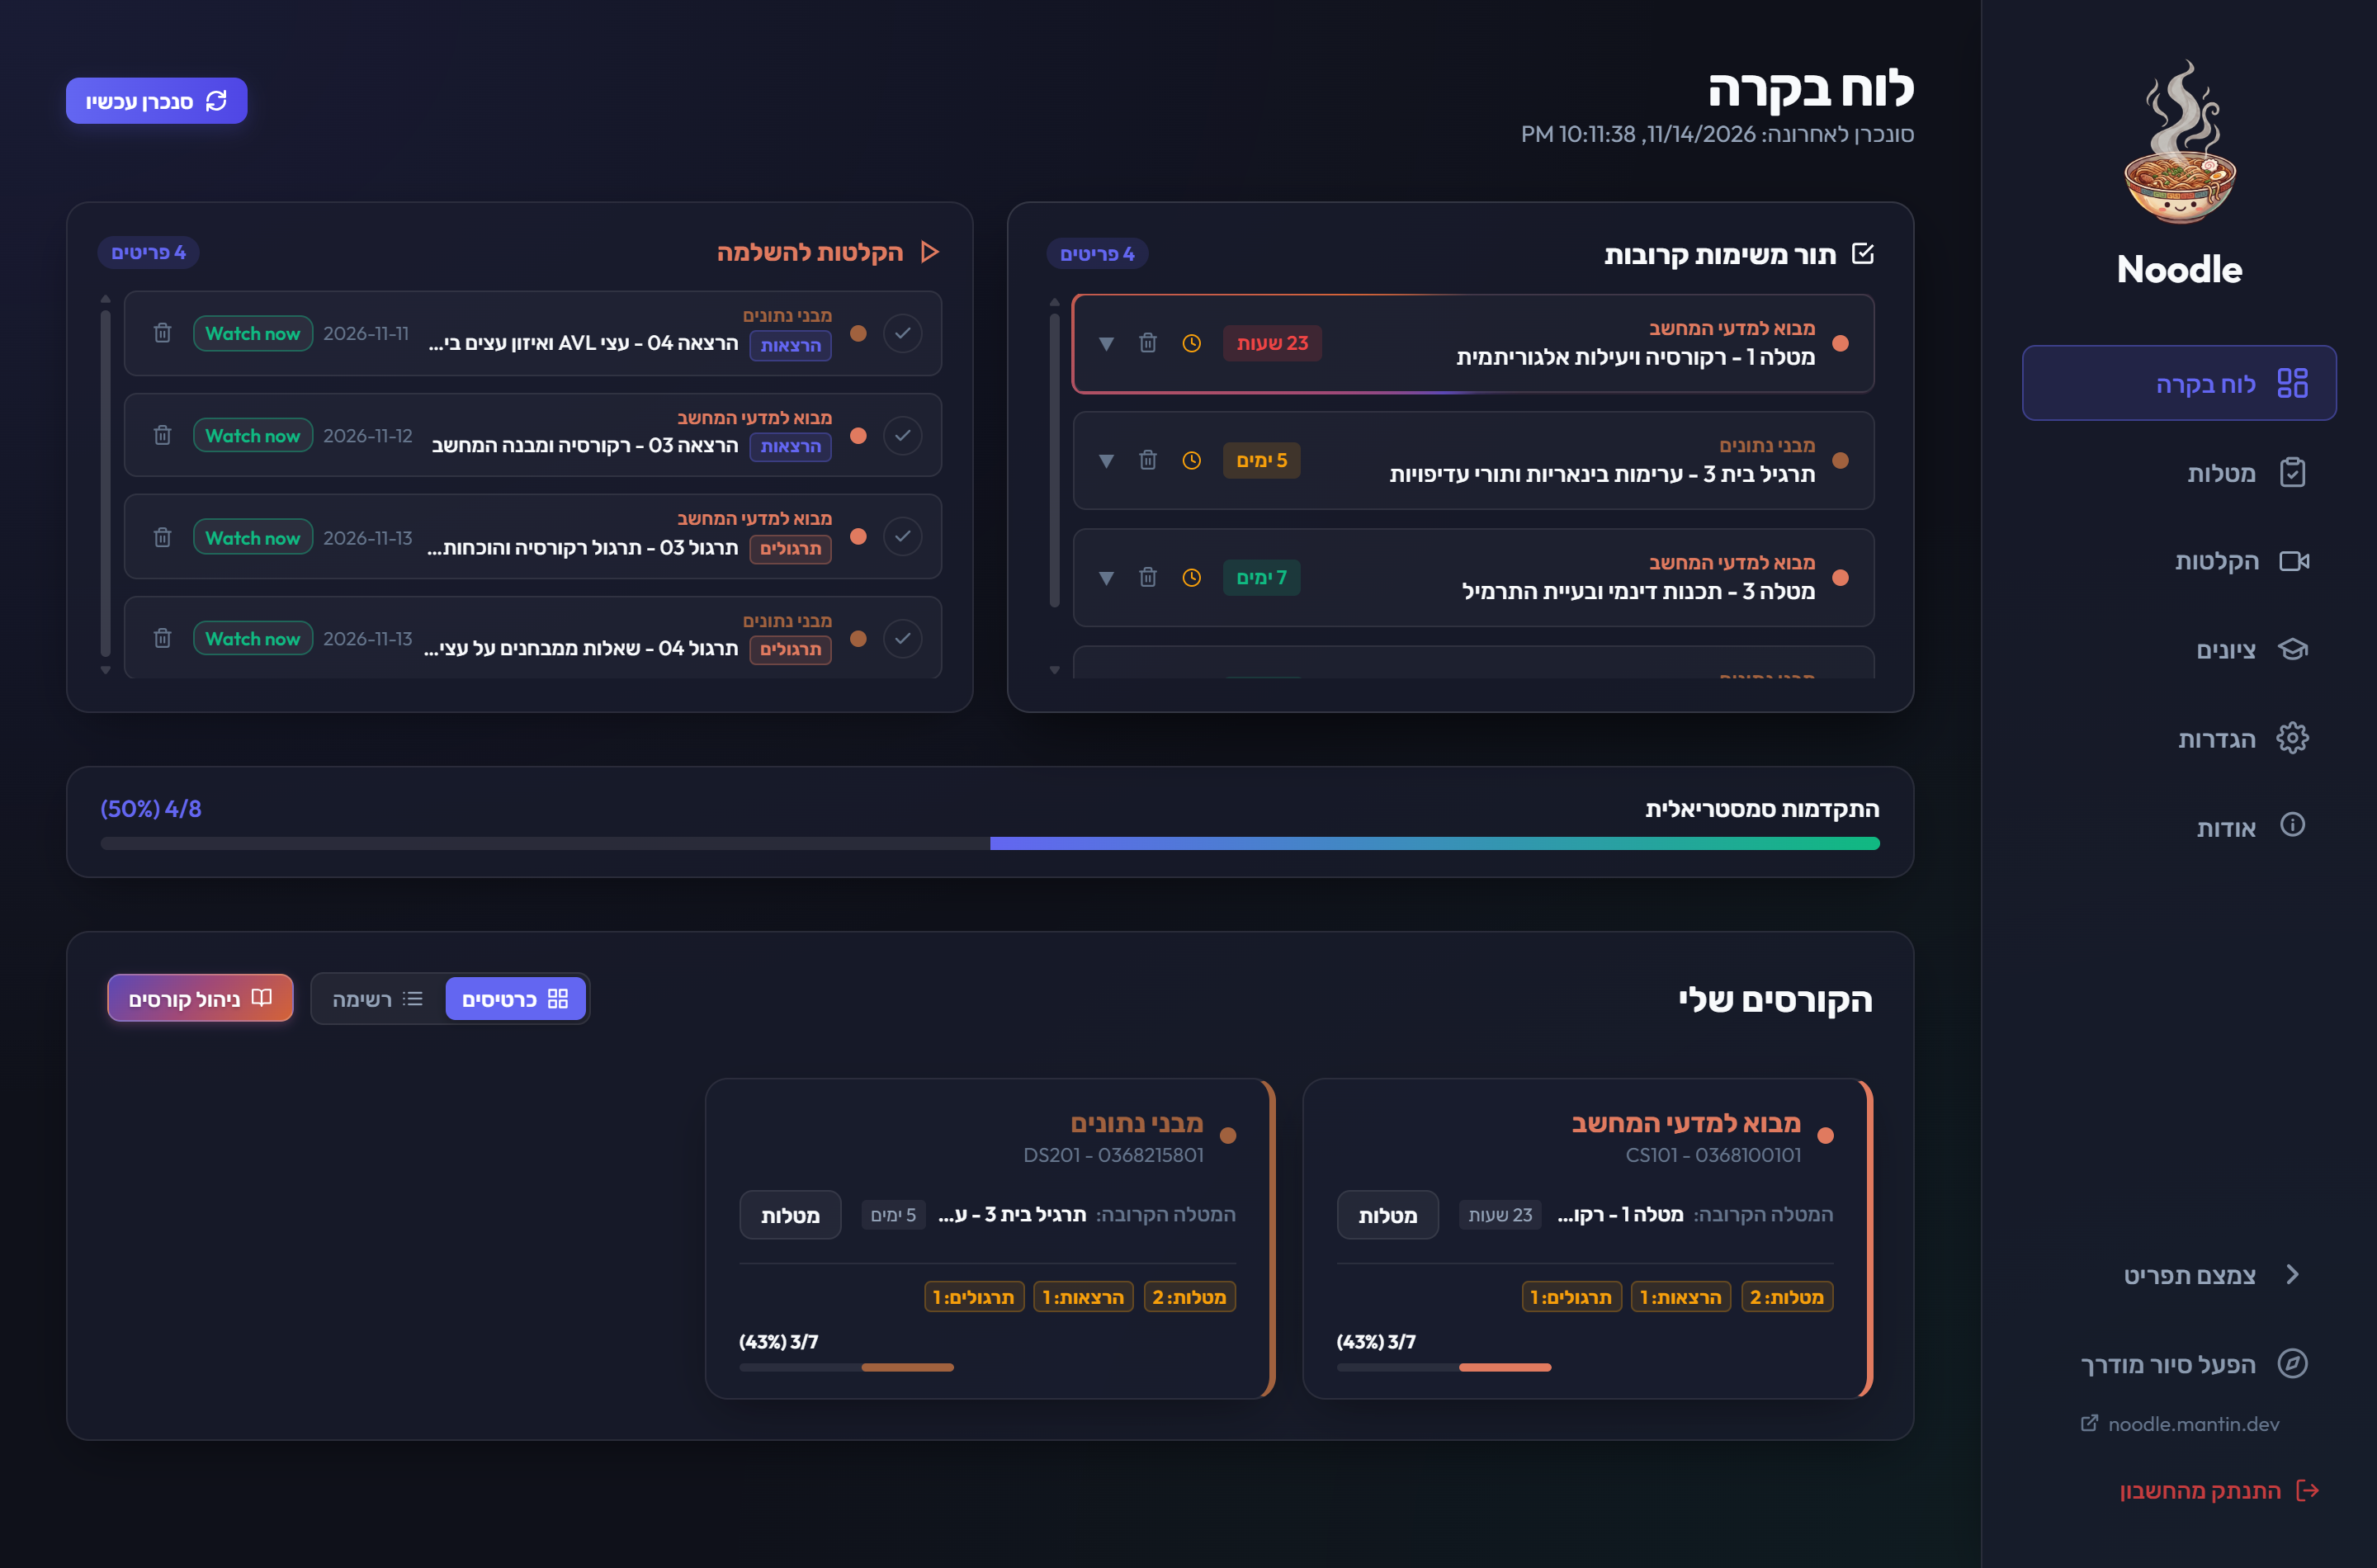 Noodle
לוח בקרה
מטלות
הקלטות
ציונים
הגדרות
אודות
צמצם תפריט
הפעל סיור מודרך
noodle.mantin.dev
התנתק מהחשבון
לוח בקרה
סונכרן לאחרונה: 11/14/2026, 10:11:38 PM
סנכרן עכשיו
תור משימות קרובות
4 פריטים
מבוא למדעי המחשב
מטלה 1 - רקורסיה ויעילות אלגוריתמית
23 שעות
מבני נתונים
תרגיל בית 3 - ערימות בינאריות ותורי עדיפויות
5 ימים
מבוא למדעי המחשב
מטלה 3 - תכנות דינמי ובעיית התרמיל
7 ימים
הקלטות להשלמה
4 פריטים
מבני נתונים
הרצאות הרצאה 04 - עצי AVL ואיזון עצים בי...
2026-11-11
Watch now
מבוא למדעי המחשב
הרצאות הרצאה 03 - רקורסיה ומבנה המחשב
2026-11-12
Watch now
מבוא למדעי המחשב
תרגולים תרגול 03 - תרגול רקורסיה והוכחות...
2026-11-13
Watch now
מבני נתונים
תרגולים תרגול 04 - שאלות ממבחנים על עצי...
2026-11-13
Watch now
התקדמות סמסטריאלית
4/8 (50%)
הקורסים שלי
כרטיסים
רשימה
ניהול קורסים
מבוא למדעי המחשב
CS101 - 0368100101
המטלה הקרובה: מטלה 1 - רקו...
23 שעות
מטלות
מטלות: 2 הרצאות: 1 תרגולים: 1
3/7 (43%)
מבני נתונים
DS201 - 0368215801
המטלה הקרובה: תרגיל בית 3 - ע...
5 ימים
מטלות
מטלות: 2 הרצאות: 1 תרגולים: 1
3/7 (43%)